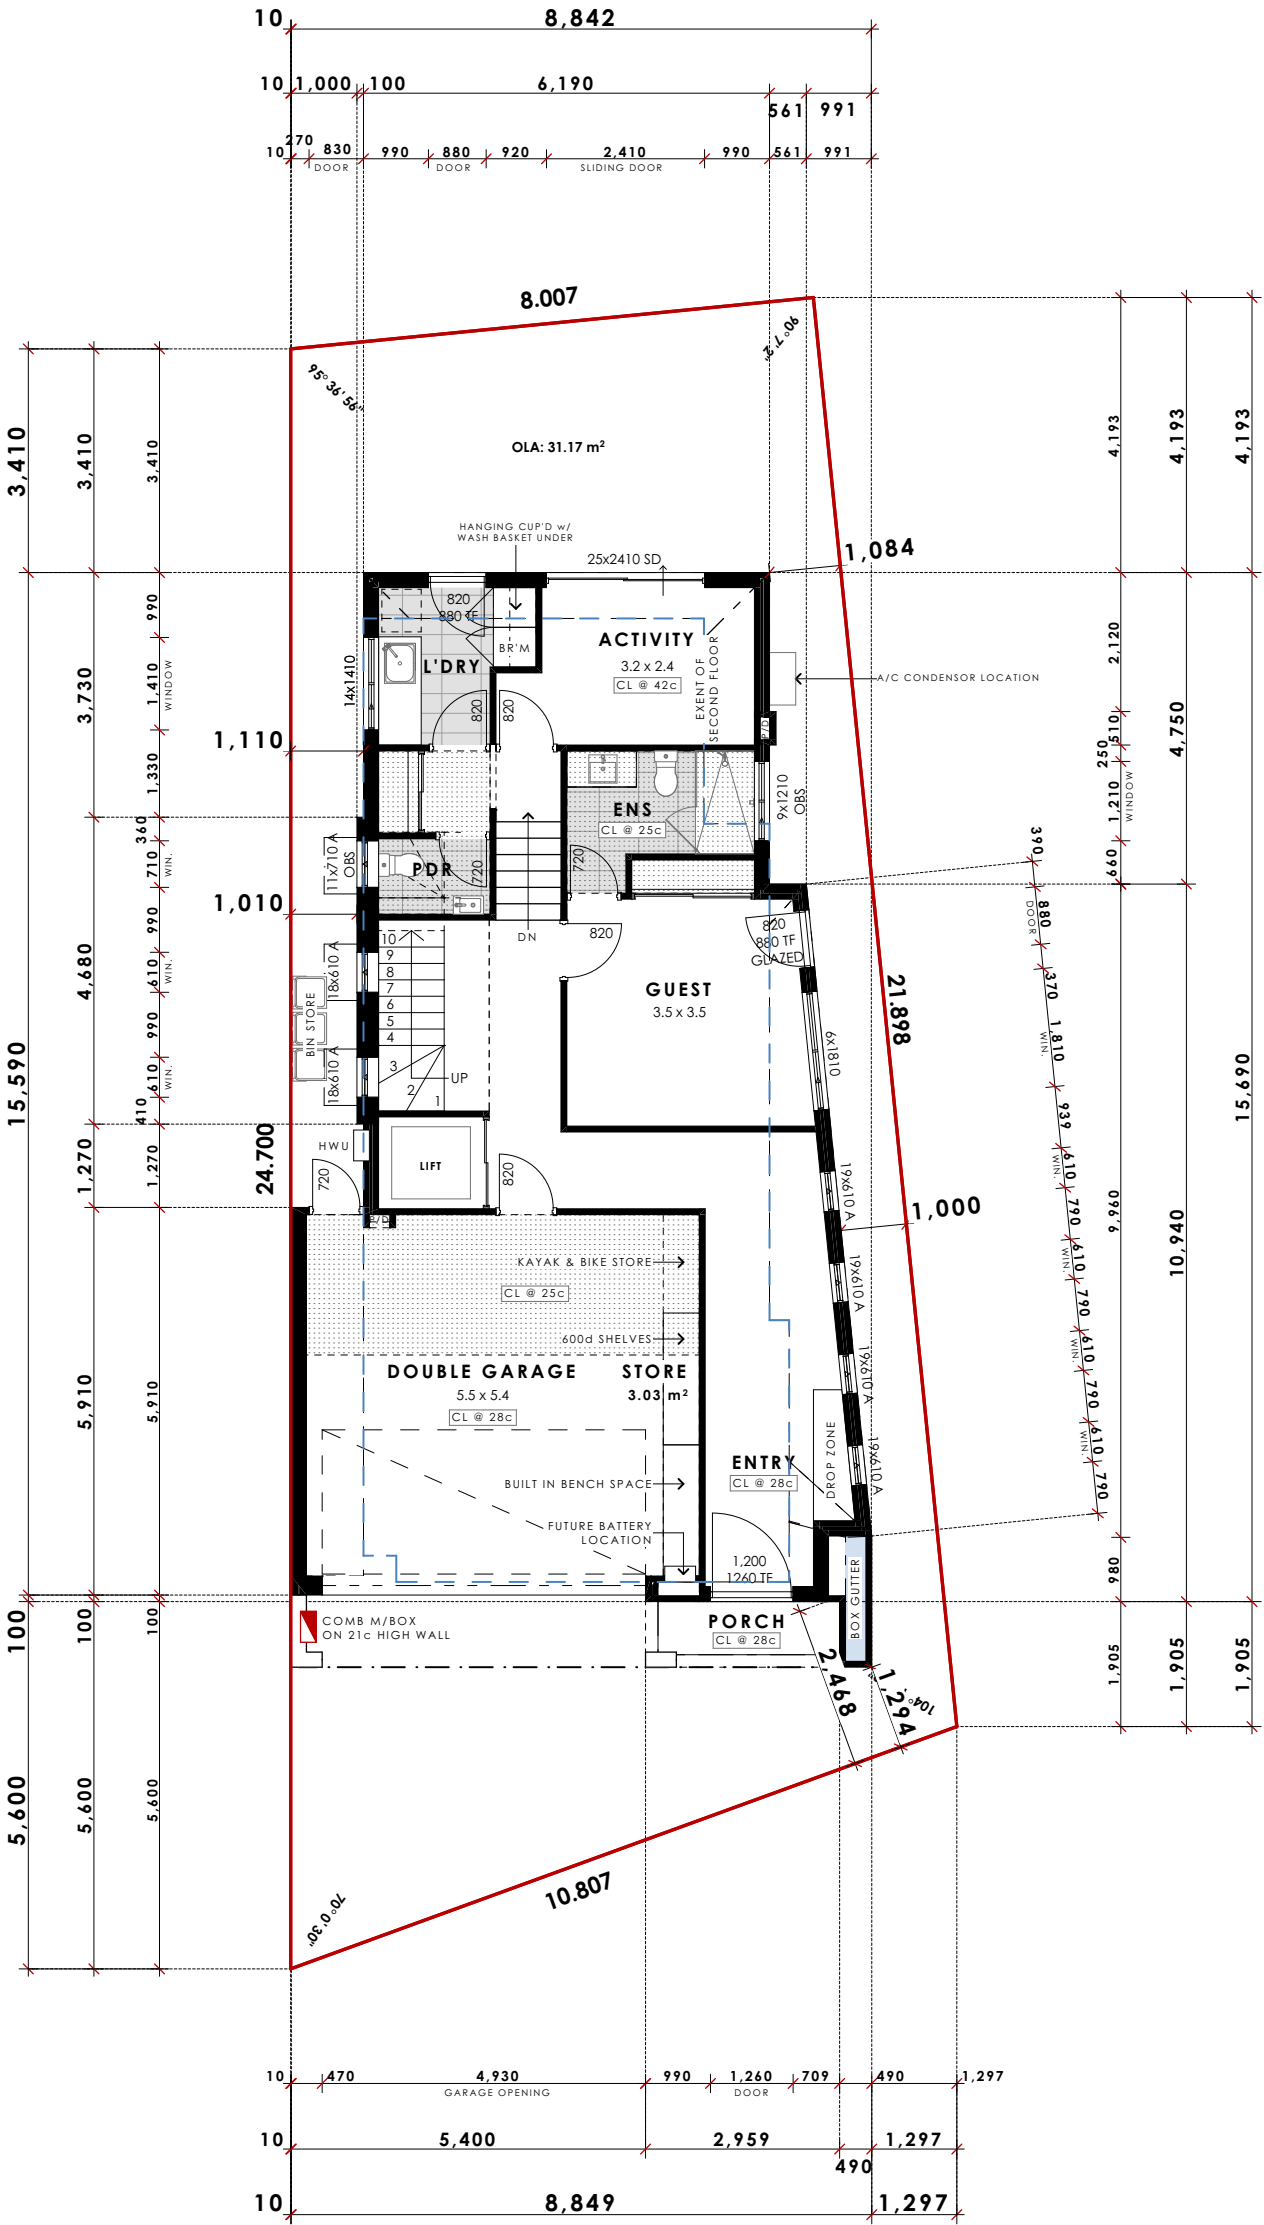 10 8,842
10 1,000 100 6,190
561 991
10 270 830 990 880 920 2,410 990 561 991
DOOR DOOR SLIDING DOOR
8.007
95° 36' 56"
90° 7' 2"
OLA: 31.17 m²
3,410 3,410 3,410
4,193 4,193 4,193
HANGING CUP'D w/
WASH BASKET UNDER
25x2410 SD
1,084
820
880 TF
BR'M
L'DRY
14x1410
820
820
ACTIVITY
3.2 x 2.4
CL @ 42c
EXENT OF
SECOND FLOOR
A/C CONDENSOR LOCATION
P/D
1,110
ENS
CL @ 25c
9x1210
OBS
720
11x710 A
OBS
PDR
720
1,010
DN
820
820
880 TF
GLAZED
GUEST
3.5 x 3.5
10
9
8
7
6
5
4
3
2
1
UP
18x610 A
BIN STORE
18x610 A
6x1810
21.898
24.700
HWU
720
LIFT
820
P/D
19x610 A
1,000
19x610 A
19x610 A
19x610 A
KAYAK & BIKE STORE
CL @ 25c
600d SHELVES
DOUBLE GARAGE
5.5 x 5.4
CL @ 28c
STORE
3.03 m²
BUILT IN BENCH SPACE
FUTURE BATTERY
LOCATION
ENTRY
CL @ 28c
DROP ZONE
1,200
1260 TF
BOX GUTTER
COMB M/BOX
ON 21c HIGH WALL
PORCH
CL @ 28c
2,468
1,294
104°
10.807
70° 0' 30"
15,590
3,730
4,680
1,270
5,910
990
1,410
WINDOW
1,330
360
710
WIN.
990
610
WIN.
990
610
WIN.
410
1,270
5,910
100 100 100
5,600 5,600 5,600
2,120
510
250
1,210
WINDOW
660
9,960
980
1,905
4,750
10,940
1,905
15,690
1,905
390
880
DOOR
370
1,810
WIN.
939
610
WIN.
790
610
WIN.
790
610
WIN.
790
610
WIN.
790
10 470 4,930 990 1,260 709 490 1,297
GARAGE OPENING DOOR
10 5,400 2,959 1,297
490
10 8,849 1,297